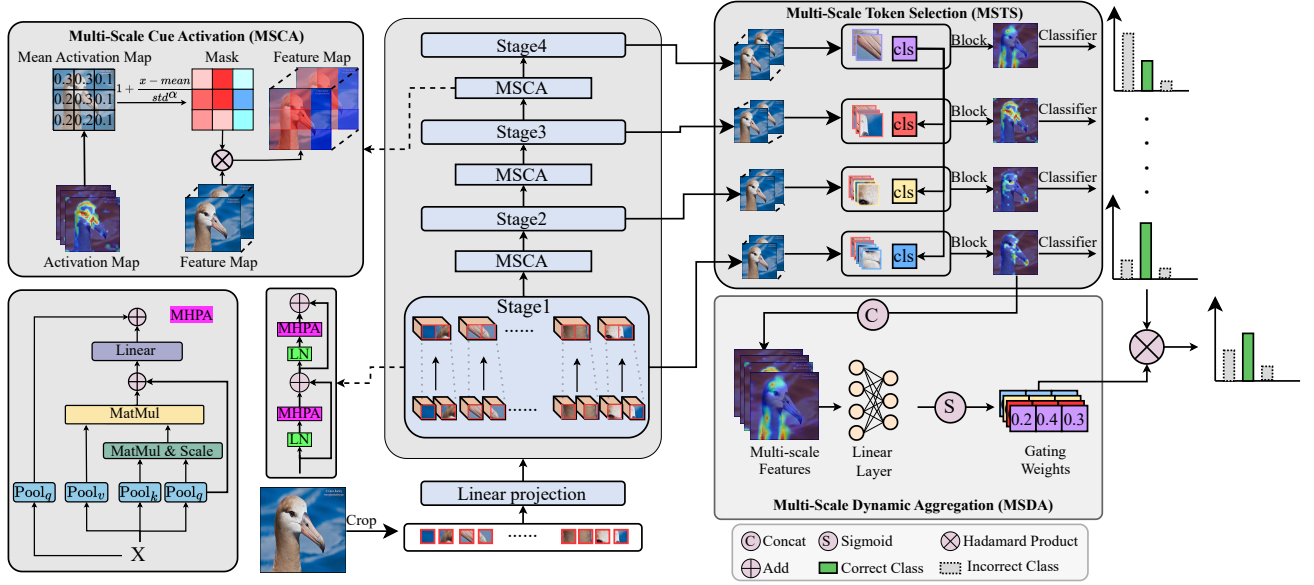 Multi-Scale Cue Activation (MSCA)
Mean Activation Map
Mask
Feature Map
0.3 0.3 0.1
0.2 0.3 0.1
0.2 0.2 0.1
1 + x − mean
std^α
Activation Map
Feature Map
Stage4
MSCA
Stage3
MSCA
Stage2
MSCA
Stage1
......
......
Linear projection
......
Crop
MHPA
Linear
MatMul
MatMul & Scale
Pool_q
Pool_v
Pool_k
Pool_q
X
MHPA
LN
MHPA
LN
Multi-Scale Token Selection (MSTS)
cls
Block
Classifier
cls
Block
Classifier
cls
Block
Classifier
cls
Block
Classifier
C
Multi-scale
Features
Linear
Layer
S
0.2 0.4 0.3
Gating
Weights
Multi-Scale Dynamic Aggregation (MSDA)
C Concat
S Sigmoid
Hadamard Product
Add
Correct Class
Incorrect Class